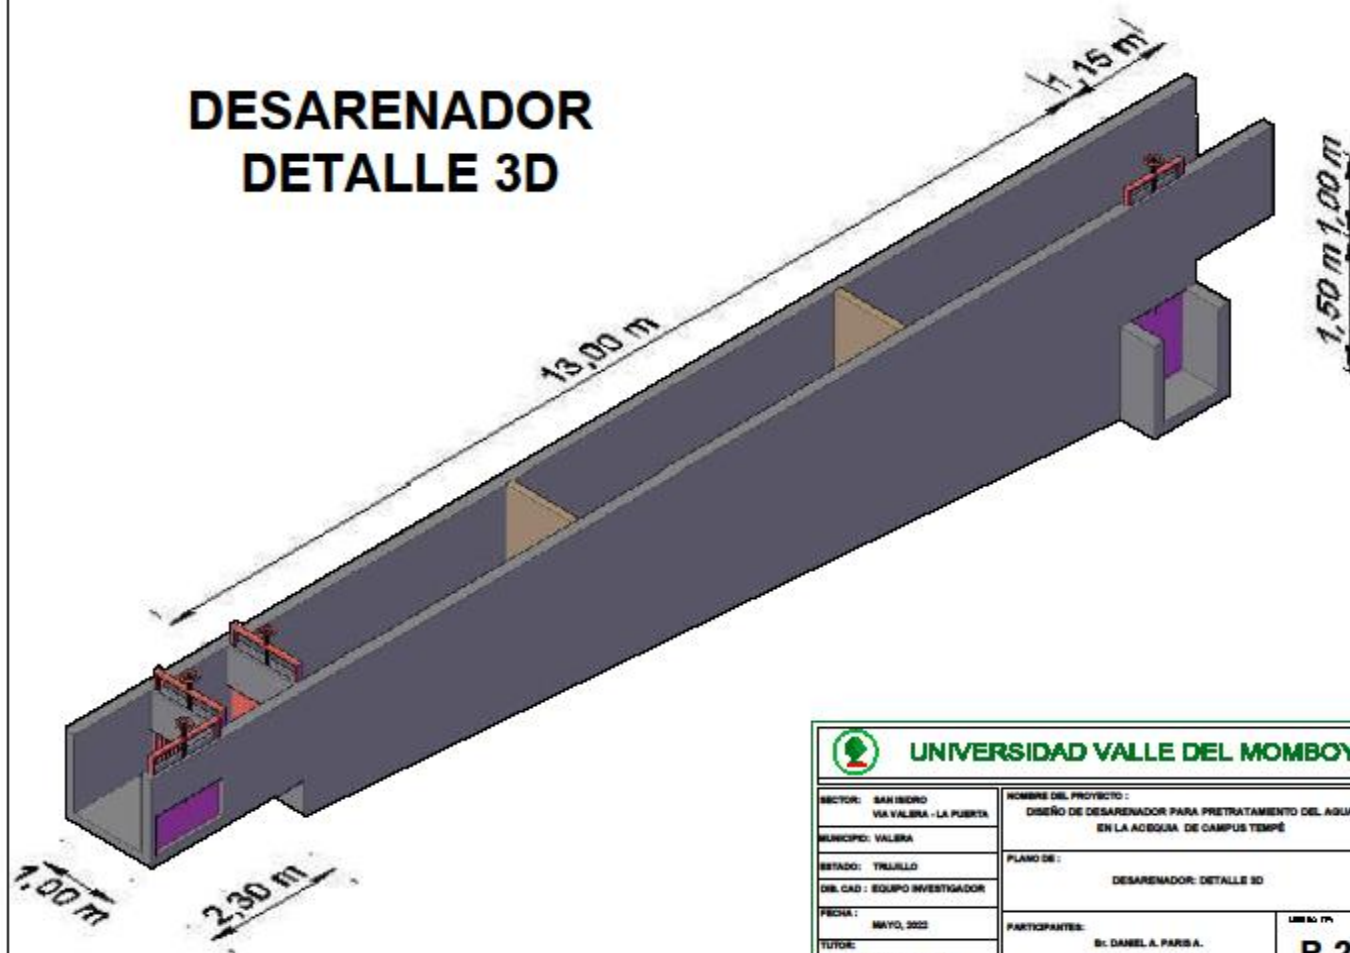 DESARENADOR
DETALLE 3D
1,15 m
13,00 m
1,00 m
1,50 m
1,00 m
2,30 m
UNIVERSIDAD VALLE DEL MOMBOY
SECTOR: SAN ISIDRO
VIA VALERA - LA PUERTA
MUNICIPIO: VALERA
ESTADO: TRUJILLO
DIB. CAD : EQUIPO INVESTIGADOR
FECHA :
MAYO, 2022
TUTOR:
NOMBRE DEL PROYECTO :
DISEÑO DE DESARENADOR PARA PRETRATAMIENTO DEL AGUA
EN LA ACEQUIA DE CAMPUS TEMPÉ
PLANO DE :
DESARENADOR: DETALLE 3D
PARTICIPANTES:
Br. DANIEL A. PARIS A.